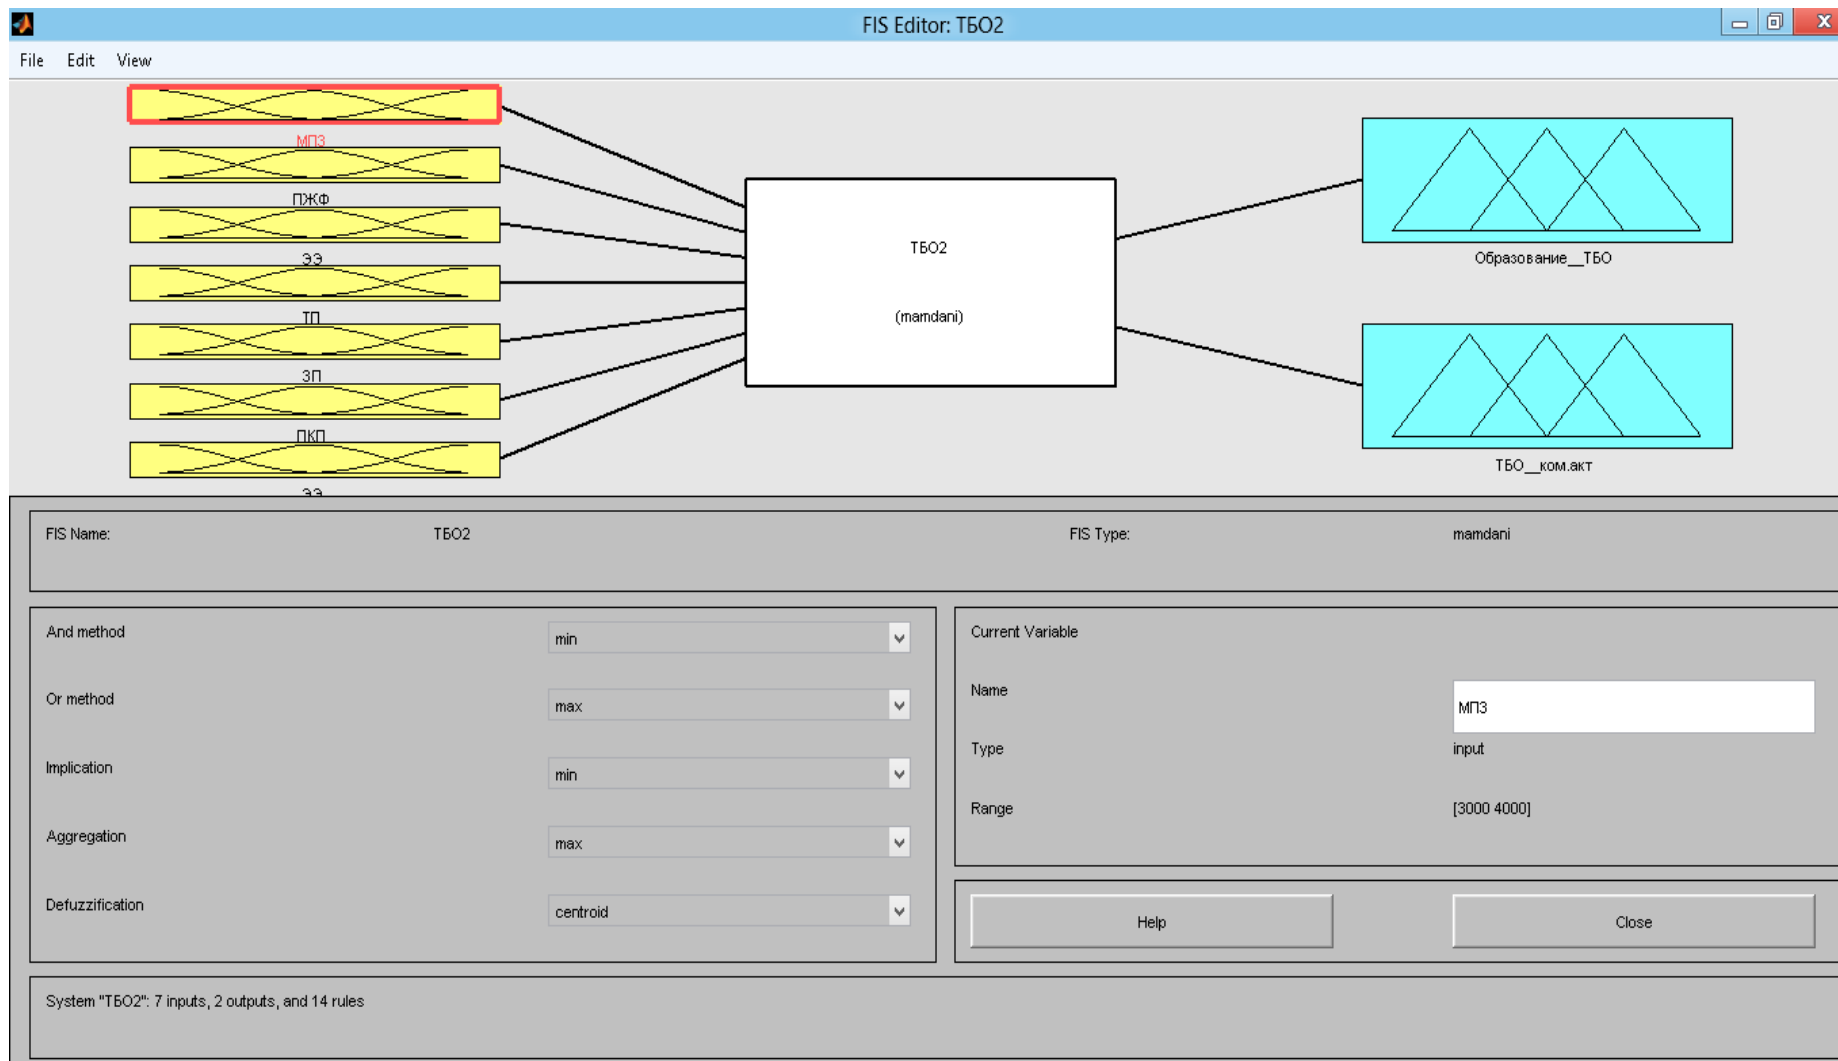 FIS Editor: ТБО2
File Edit View
МПЗ
ПЖФ
ЭЭ
ТП
ЗП
ПКП
ЭЭ
ТБО2
(mamdani)
Образование__ТБО
ТБО__ком.акт
FIS Name: ТБО2 FIS Type: mamdani
And method min
Or method max
Implication min
Aggregation max
Defuzzification centroid
Current Variable
Name МПЗ
Type input
Range [3000 4000]
Help Close
System "ТБО2": 7 inputs, 2 outputs, and 14 rules